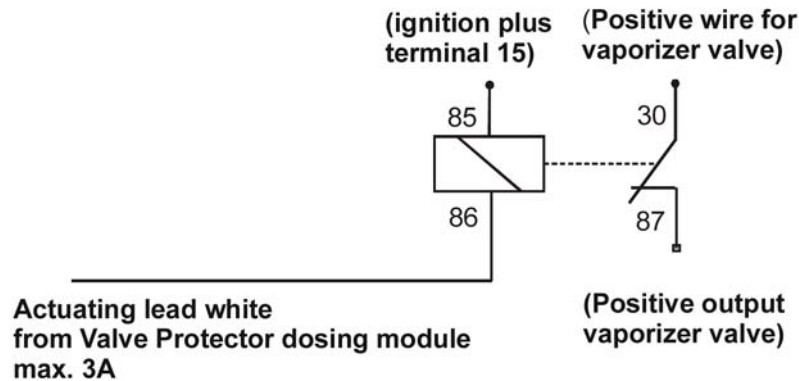 (ignition plus
terminal 15)
(Positive wire for
vaporizer valve)
85
30
86
87
Actuating lead white
from Valve Protector dosing module
max. 3A
(Positive output
vaporizer valve)